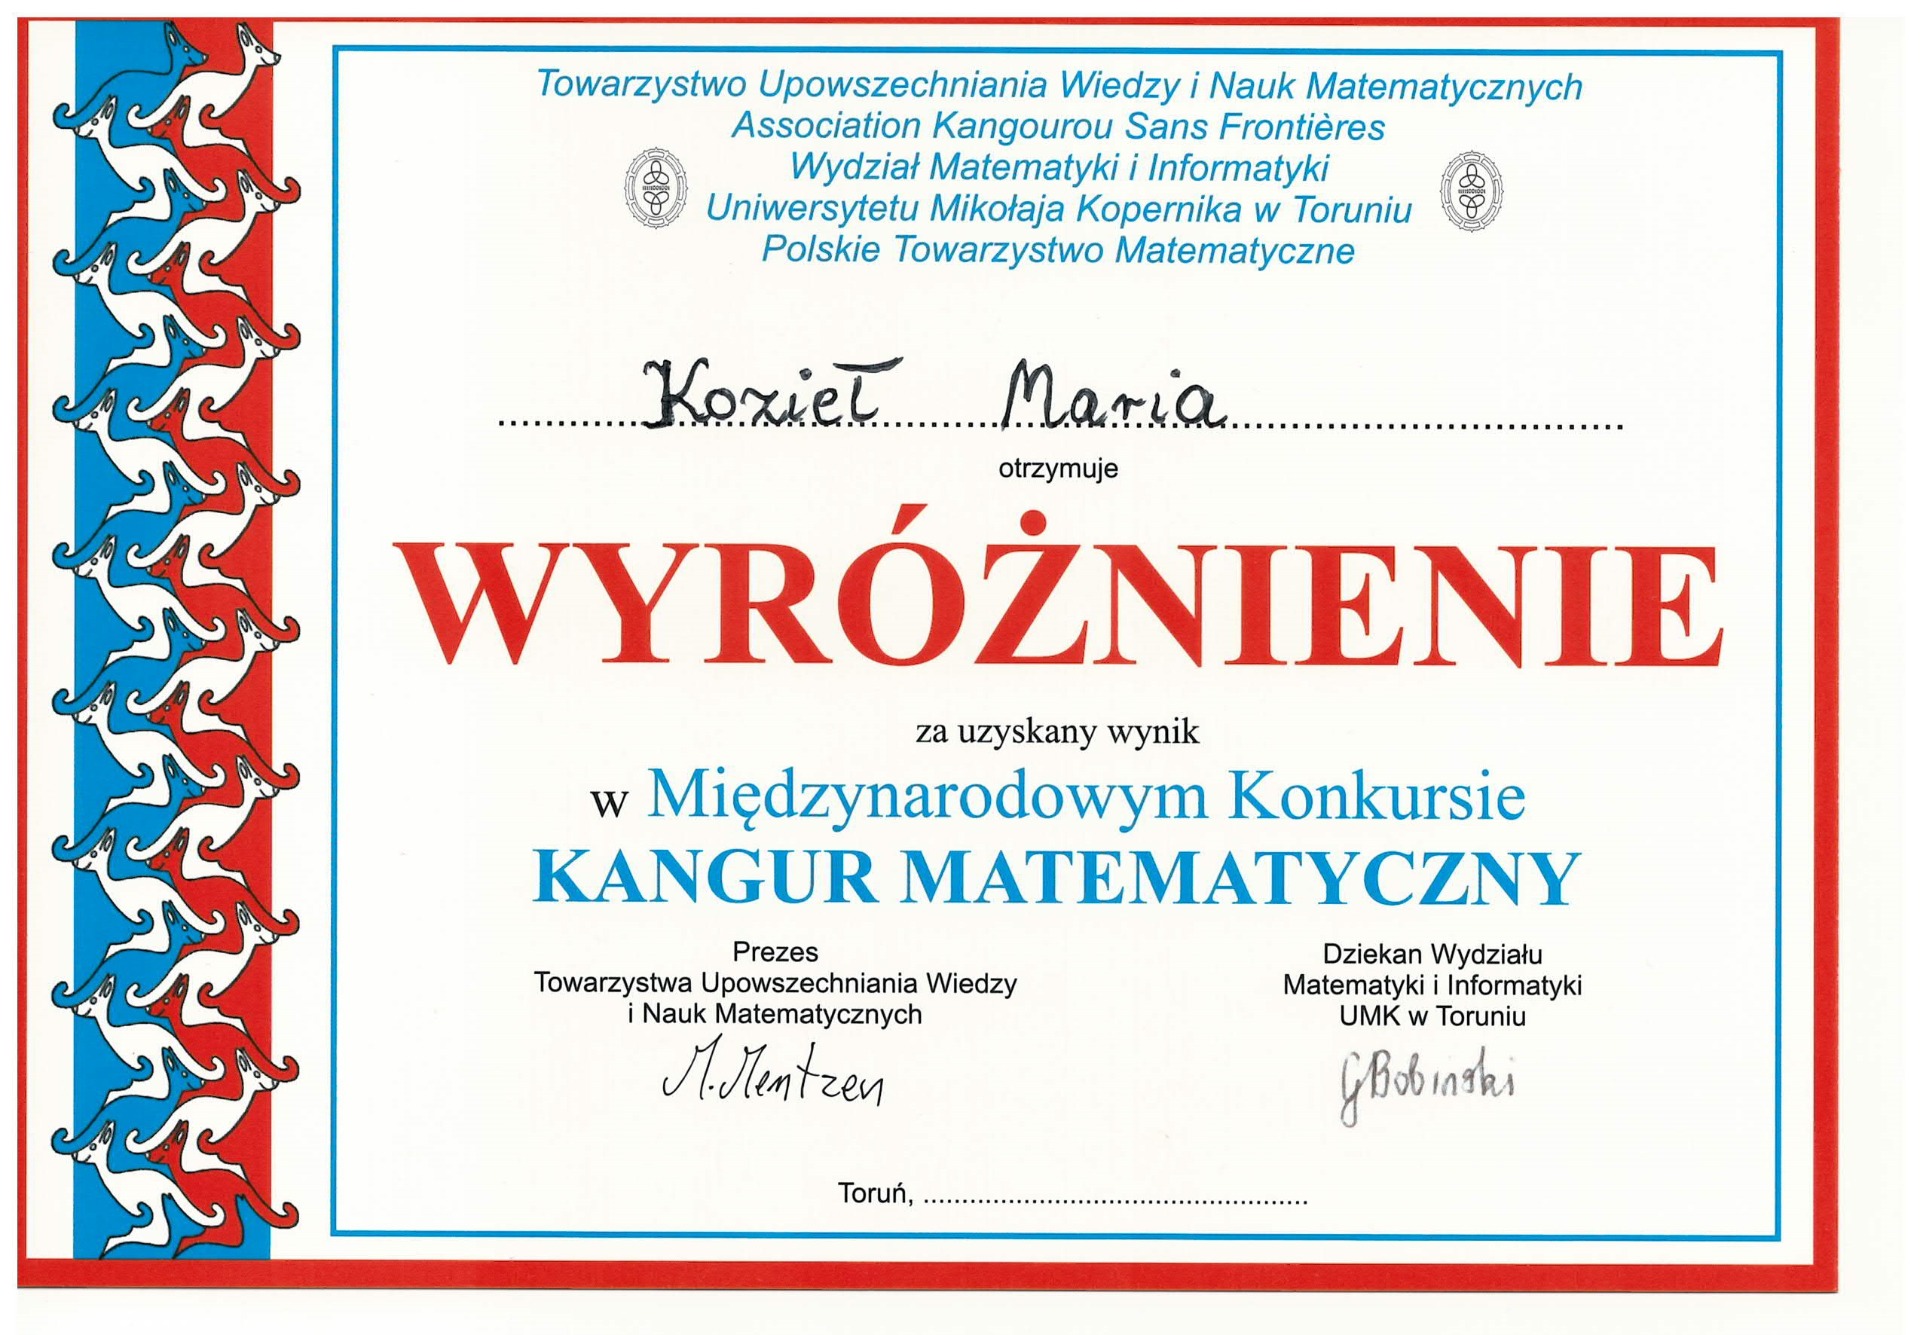 Towarzystwo Upowszechniania Wiedzy i Nauk Matematycznych
Association Kangourou Sans Frontières
Wydział Matematyki i Informatyki
Uniwersytetu Mikołaja Kopernika w Toruniu
Polskie Towarzystwo Matematyczne
Kozieł Maria
otrzymuje
WYRÓŻNIENIE
za uzyskany wynik
w Międzynarodowym Konkursie
KANGUR MATEMATYCZNY
Prezes
Towarzystwa Upowszechniania Wiedzy
i Nauk Matematycznych
M. Mentzen
Dziekan Wydziału
Matematyki i Informatyki
UMK w Toruniu
G Bobiński
Toruń, ................................................